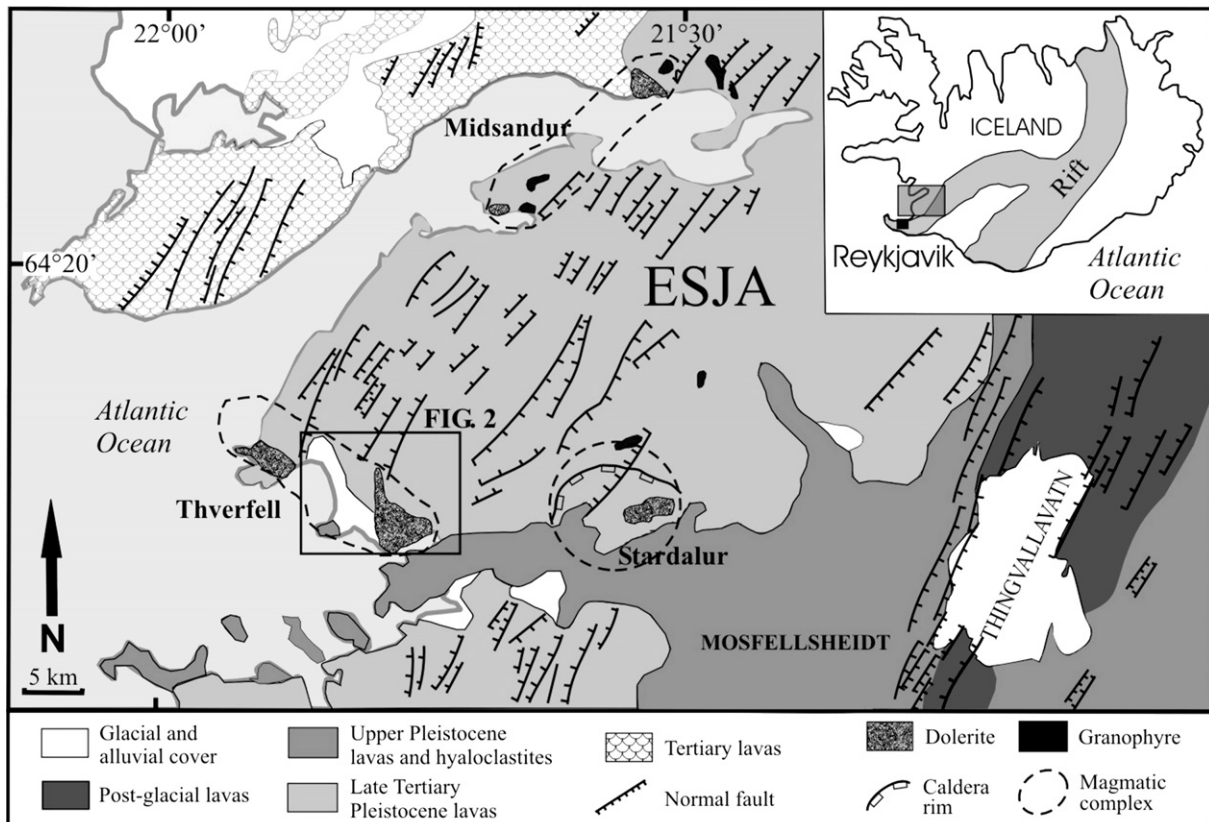 22°00'
21°30'
Midsandur
ICELAND
Rift
Reykjavik
Atlantic
Ocean
64°20'
ESJA
Atlantic
Ocean
FIG. 2
Thverfell
Stardalur
THINGVALLAVATN
MOSFELLSHEIDT
N
5 km
Glacial and
alluvial cover
Upper Pleistocene
lavas and hyaloclastites
Tertiary lavas
Dolerite
Granophyre
Post-glacial lavas
Late Tertiary
Pleistocene lavas
Normal fault
Caldera
rim
Magmatic
complex